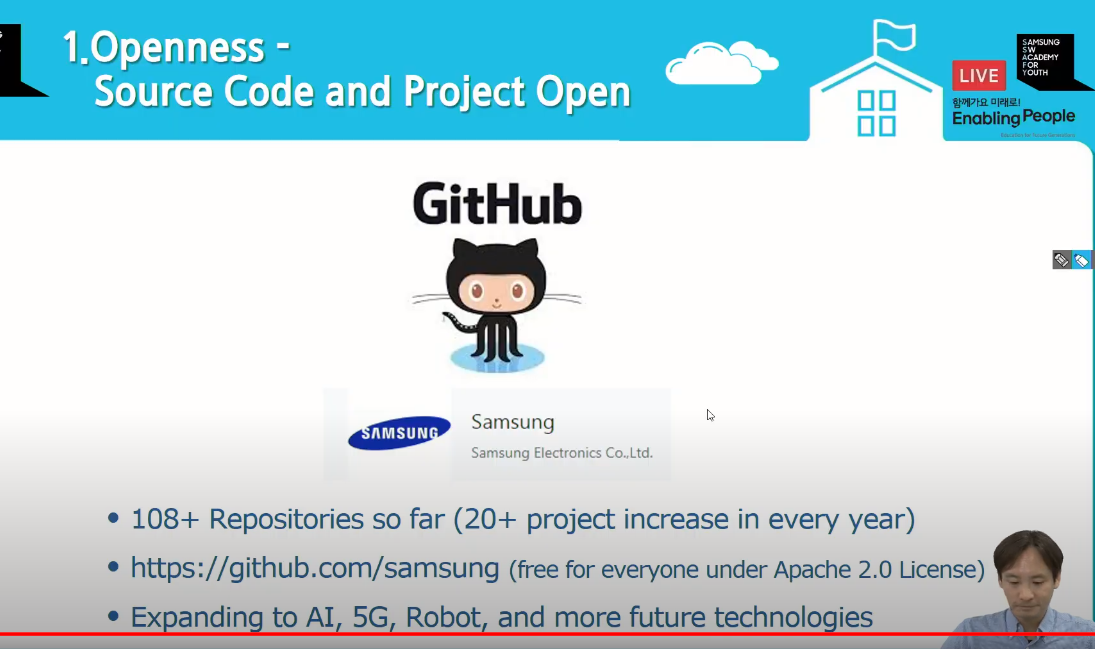 1.Openness -
Source Code and Project Open
LIVE
SAMSUNG
SW
ACADEMY
FOR
YOUTH
함께가요 미래로!
Enabling People
GitHub
SAMSUNG
Samsung
Samsung Electronics Co.,Ltd.
• 108+ Repositories so far (20+ project increase in every year)
• https://github.com/samsung (free for everyone under Apache 2.0 License)
• Expanding to AI, 5G, Robot, and more future technologies